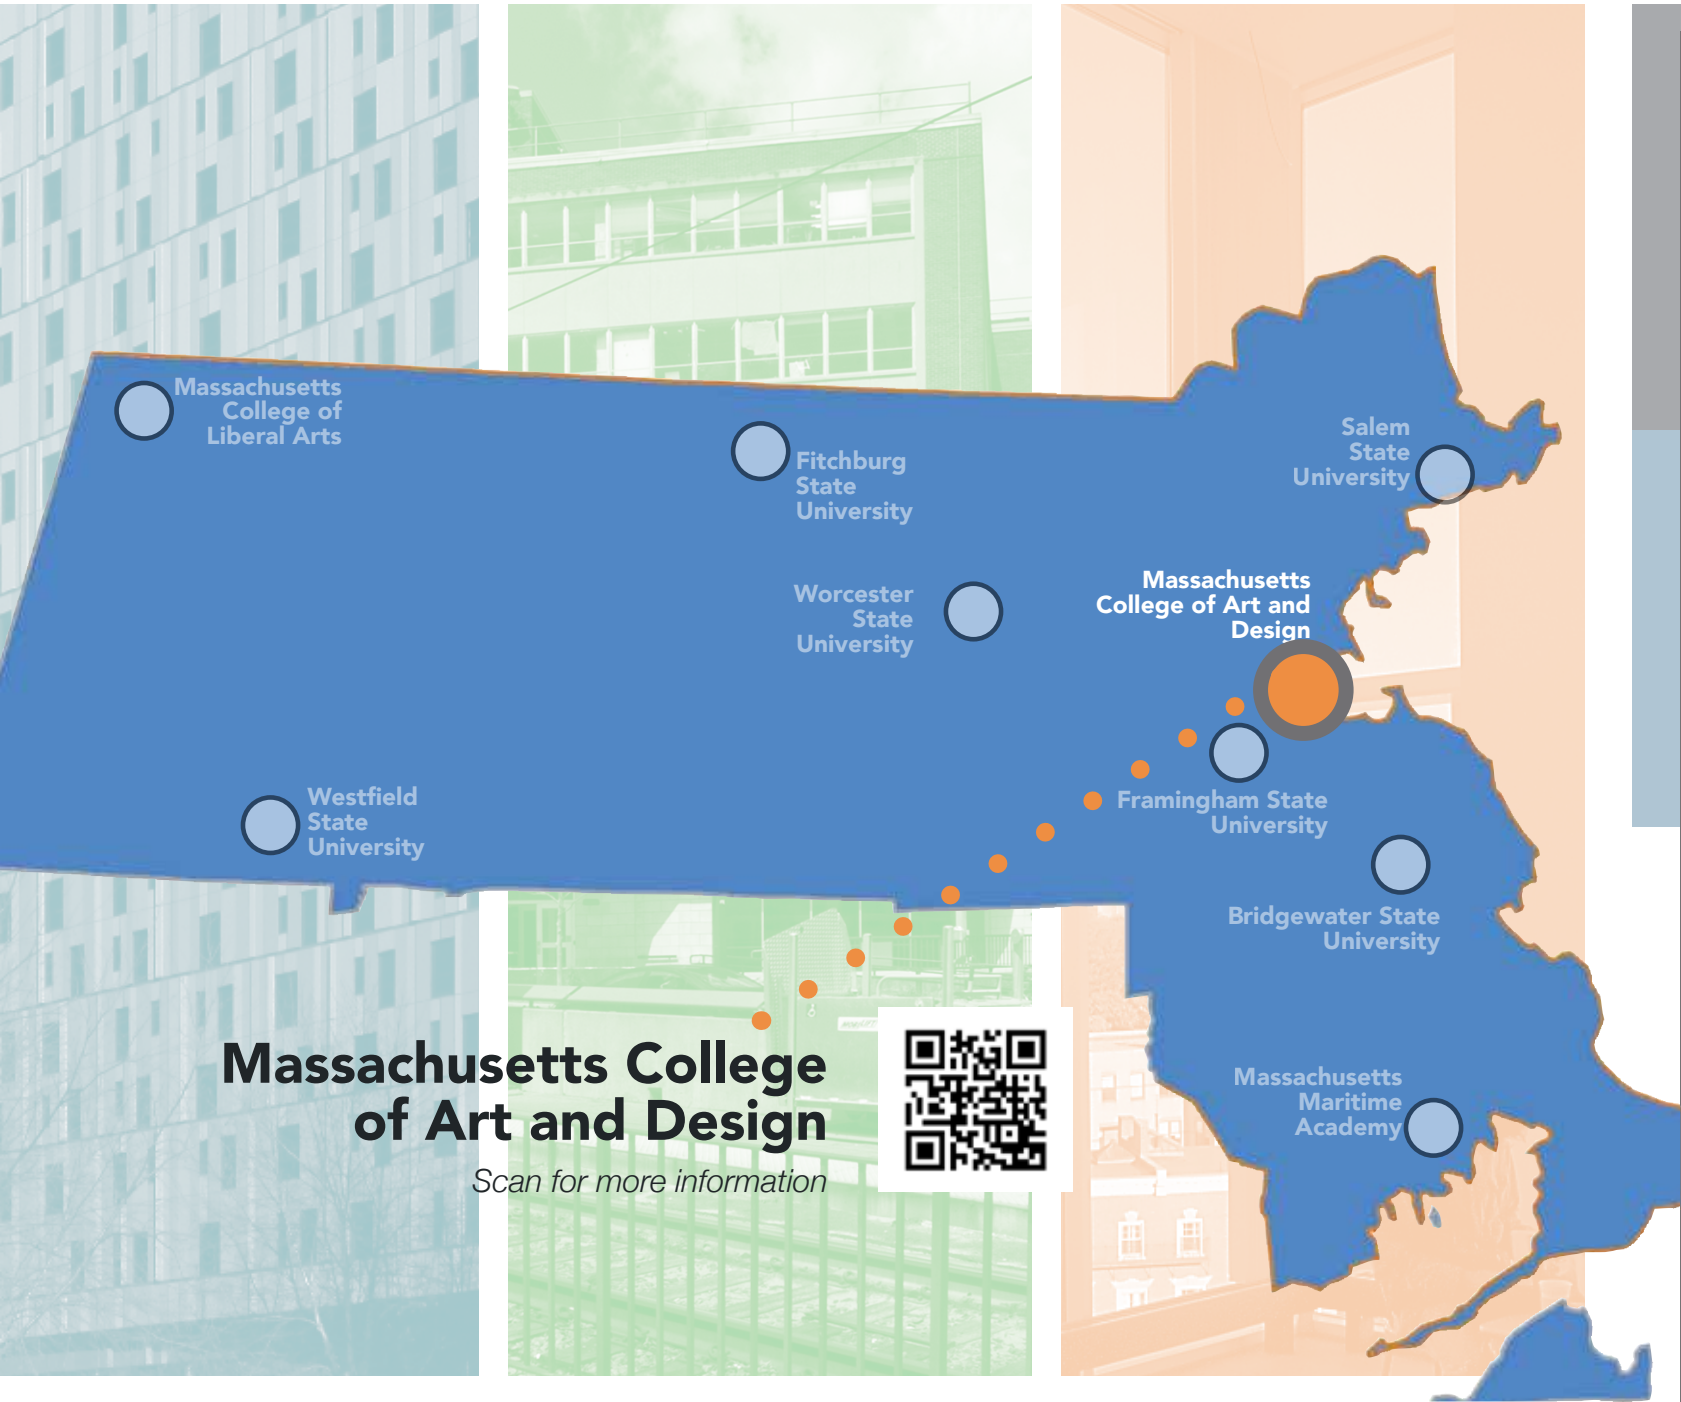 Massachusetts
College of
Liberal Arts
Fitchburg
State
University
Salem
State
University
Massachusetts
College of Art and
Design
Worcester
State
University
Westfield
State
University
Framingham State
University
Bridgewater State
University
Massachusetts
Maritime
Academy
Massachusetts College
of Art and Design
Scan for more information